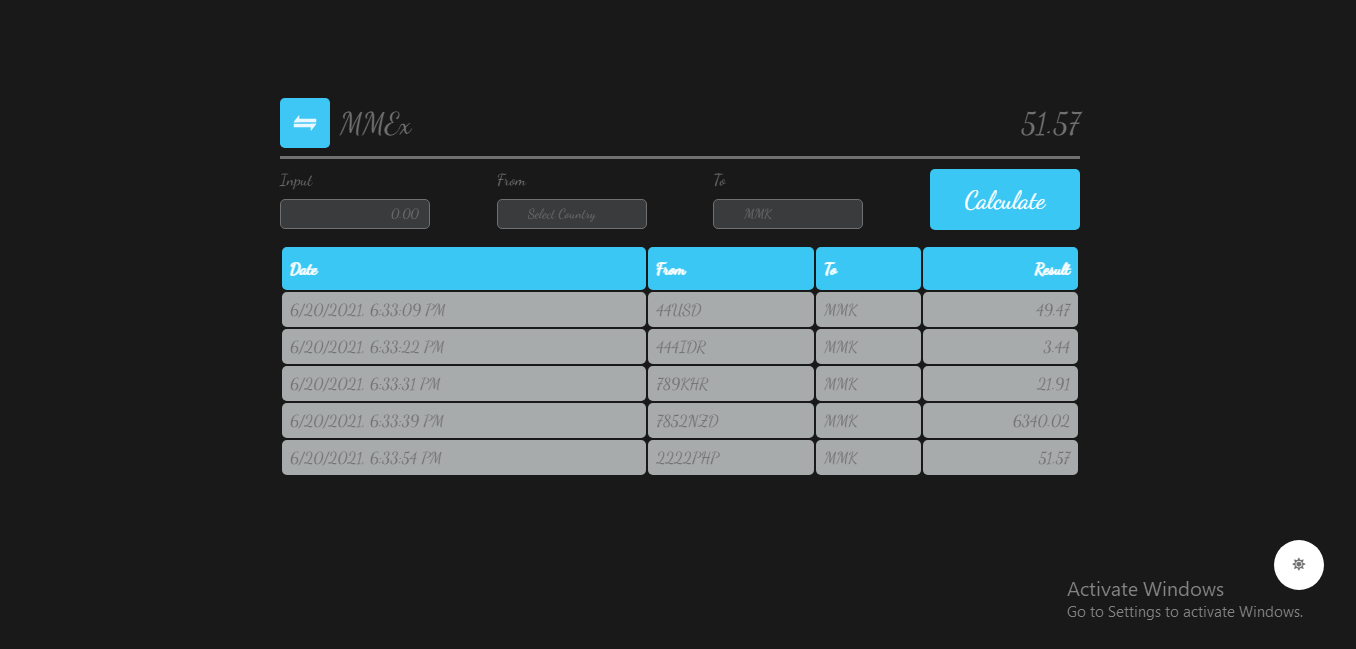 MMEx 51.57
Input From To Calculate
0.00 Select Country MMK
Date From To Result
6/20/2021, 6:33:09 PM 44USD MMK 49.47
6/20/2021, 6:33:22 PM 444IDR MMK 3.44
6/20/2021, 6:33:31 PM 789KHR MMK 21.91
6/20/2021, 6:33:39 PM 7852NZD MMK 6340.02
6/20/2021, 6:33:54 PM 2222PHP MMK 51.57
Activate Windows
Go to Settings to activate Windows.